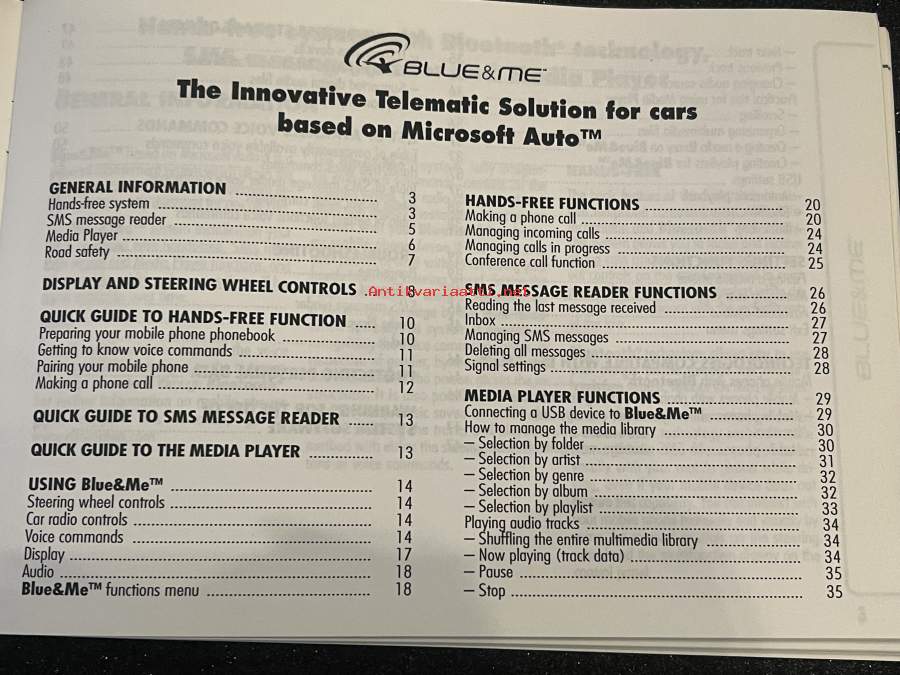 BLUE&ME™
The Innovative Telematic Solution for cars
based on Microsoft Auto™
GENERAL INFORMATION ........ 3
Hands-free system ........ 3
SMS message reader ........ 5
Media Player ........ 6
Road safety ........ 7
DISPLAY AND STEERING WHEEL CONTROLS . 8
QUICK GUIDE TO HANDS-FREE FUNCTION ..... 10
Preparing your mobile phone phonebook ........ 10
Getting to know voice commands ........ 11
Pairing your mobile phone ........ 11
Making a phone call ........ 12
QUICK GUIDE TO SMS MESSAGE READER ...... 13
QUICK GUIDE TO THE MEDIA PLAYER ........ 13
USING Blue&Me™ ........ 14
Steering wheel controls ........ 14
Car radio controls ........ 14
Voice commands ........ 14
Display ........ 17
Audio ........ 18
Blue&Me™ functions menu ........ 18
HANDS-FREE FUNCTIONS ........ 20
Making a phone call ........ 20
Managing incoming calls ........ 24
Managing calls in progress ........ 24
Conference call function ........ 25
SMS MESSAGE READER FUNCTIONS ........ 26
Reading the last message received ........ 26
Inbox ........ 27
Managing SMS messages ........ 27
Deleting all messages ........ 28
Signal settings ........ 28
MEDIA PLAYER FUNCTIONS ........ 29
Connecting a USB device to Blue&Me™ ........ 29
How to manage the media library ........ 30
– Selection by folder ........ 30
– Selection by artist ........ 31
– Selection by genre ........ 32
– Selection by album ........ 32
– Selection by playlist ........ 33
Playing audio tracks ........ 34
– Shuffling the entire multimedia library ........ 34
– Now playing (track data) ........ 34
– Pause ........ 35
– Stop ........ 35
Antikvariaatti.net